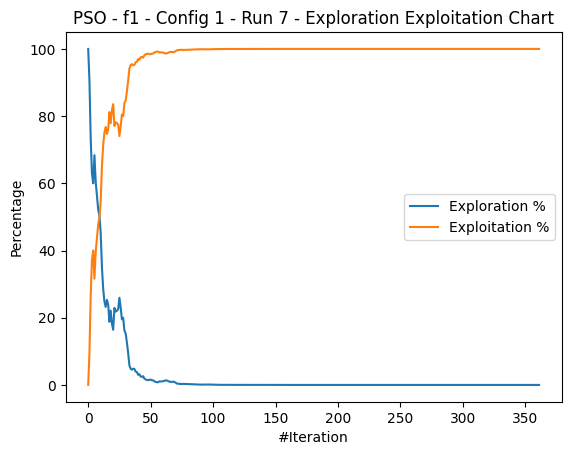 PSO - f1 - Config 1 - Run 7 - Exploration Exploitation Chart
100
80
60
40
20
0
Percentage
Exploration %
Exploitation %
0 50 100 150 200 250 300 350
#Iteration